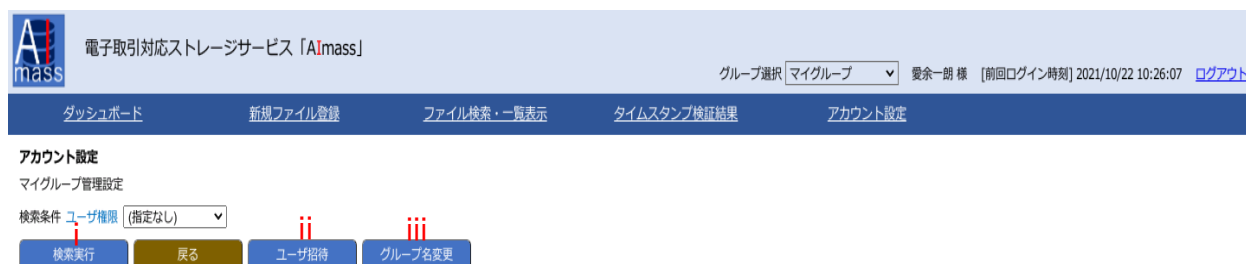 AI
mass
電子取引対応ストレージサービス「AImass」
グループ選択 マイグループ 愛余一朗 様 [前回ログイン時刻] 2021/10/22 10:26:07 ログアウト
ダッシュボード 新規ファイル登録 ファイル検索・一覧表示 タイムスタンプ検証結果 アカウント設定
アカウント設定
マイグループ管理設定
検索条件 ユーザ権限 (指定なし)
i ii iii
検索実行 戻る ユーザ招待 グループ名変更